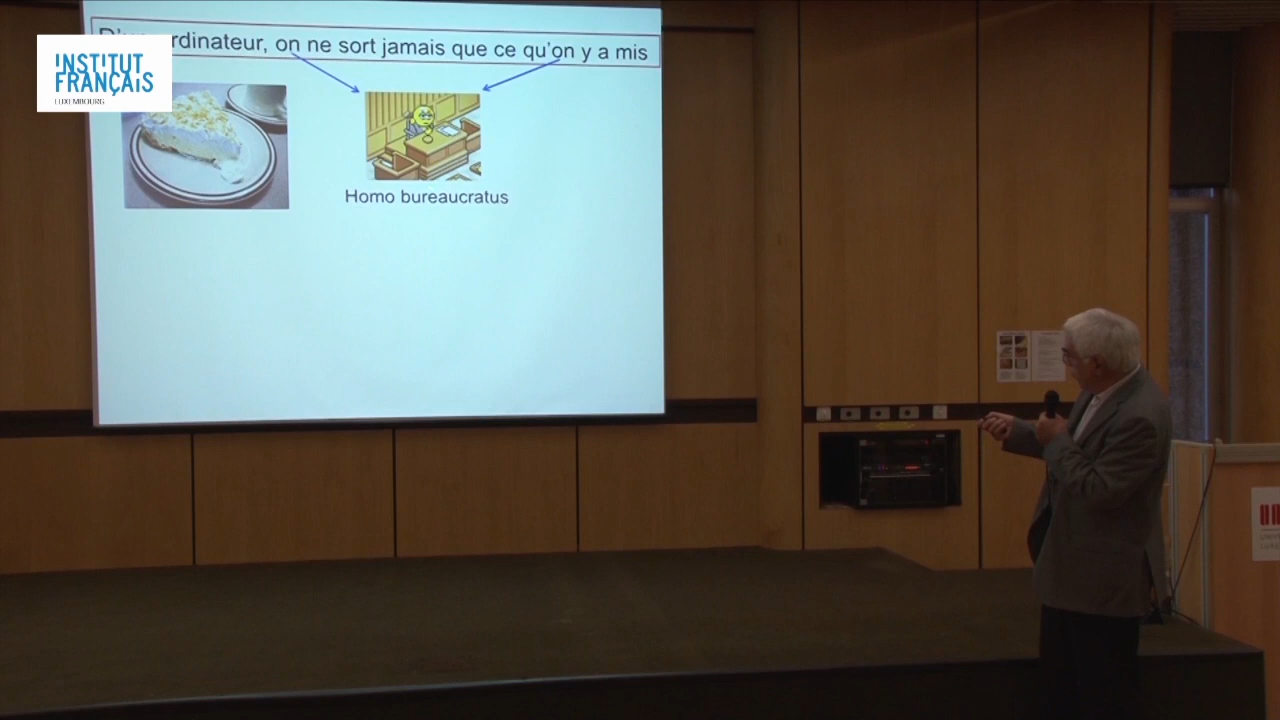 ordinateur, on ne sort jamais que ce qu'on y a mis
INSTITUT
FRANÇAIS
LUXEMBOURG
Homo bureaucratus